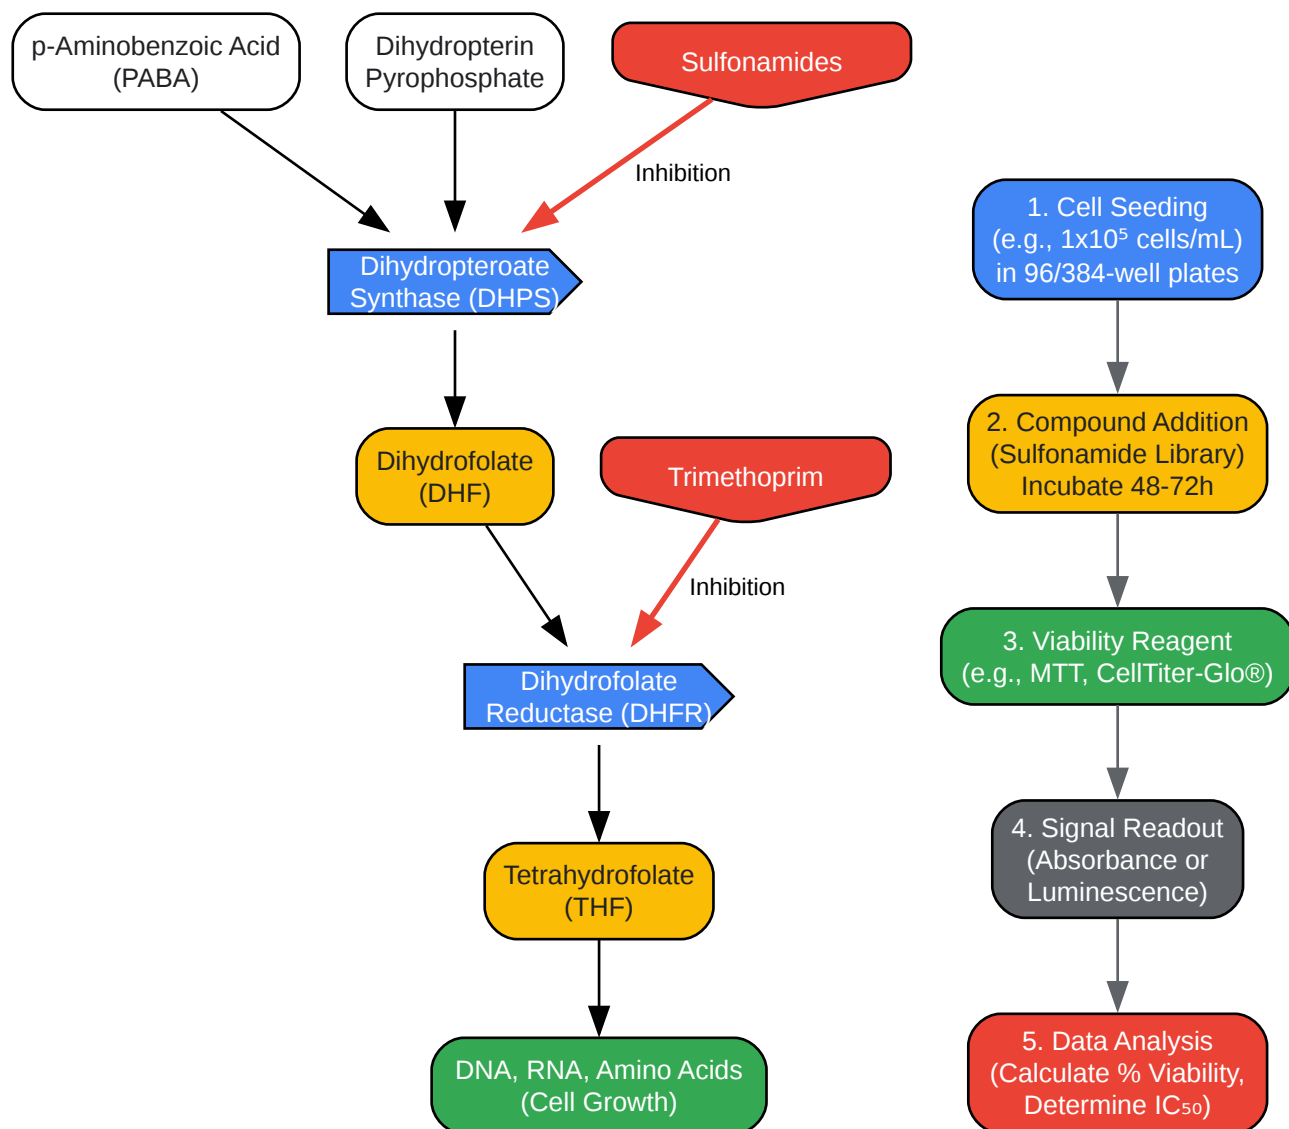 p-Aminobenzoic Acid
(PABA)
Dihydropterin
Pyrophosphate
Sulfonamides
Inhibition
Dihydropteroate
Synthase (DHPS)
Dihydrofolate
(DHF)
Trimethoprim
Inhibition
Dihydrofolate
Reductase (DHFR)
Tetrahydrofolate
(THF)
DNA, RNA, Amino Acids
(Cell Growth)
1. Cell Seeding
(e.g., 1x10⁵ cells/mL)
in 96/384-well plates
2. Compound Addition
(Sulfonamide Library)
Incubate 48-72h
3. Viability Reagent
(e.g., MTT, CellTiter-Glo®)
4. Signal Readout
(Absorbance or
Luminescence)
5. Data Analysis
(Calculate % Viability,
Determine IC₅₀)